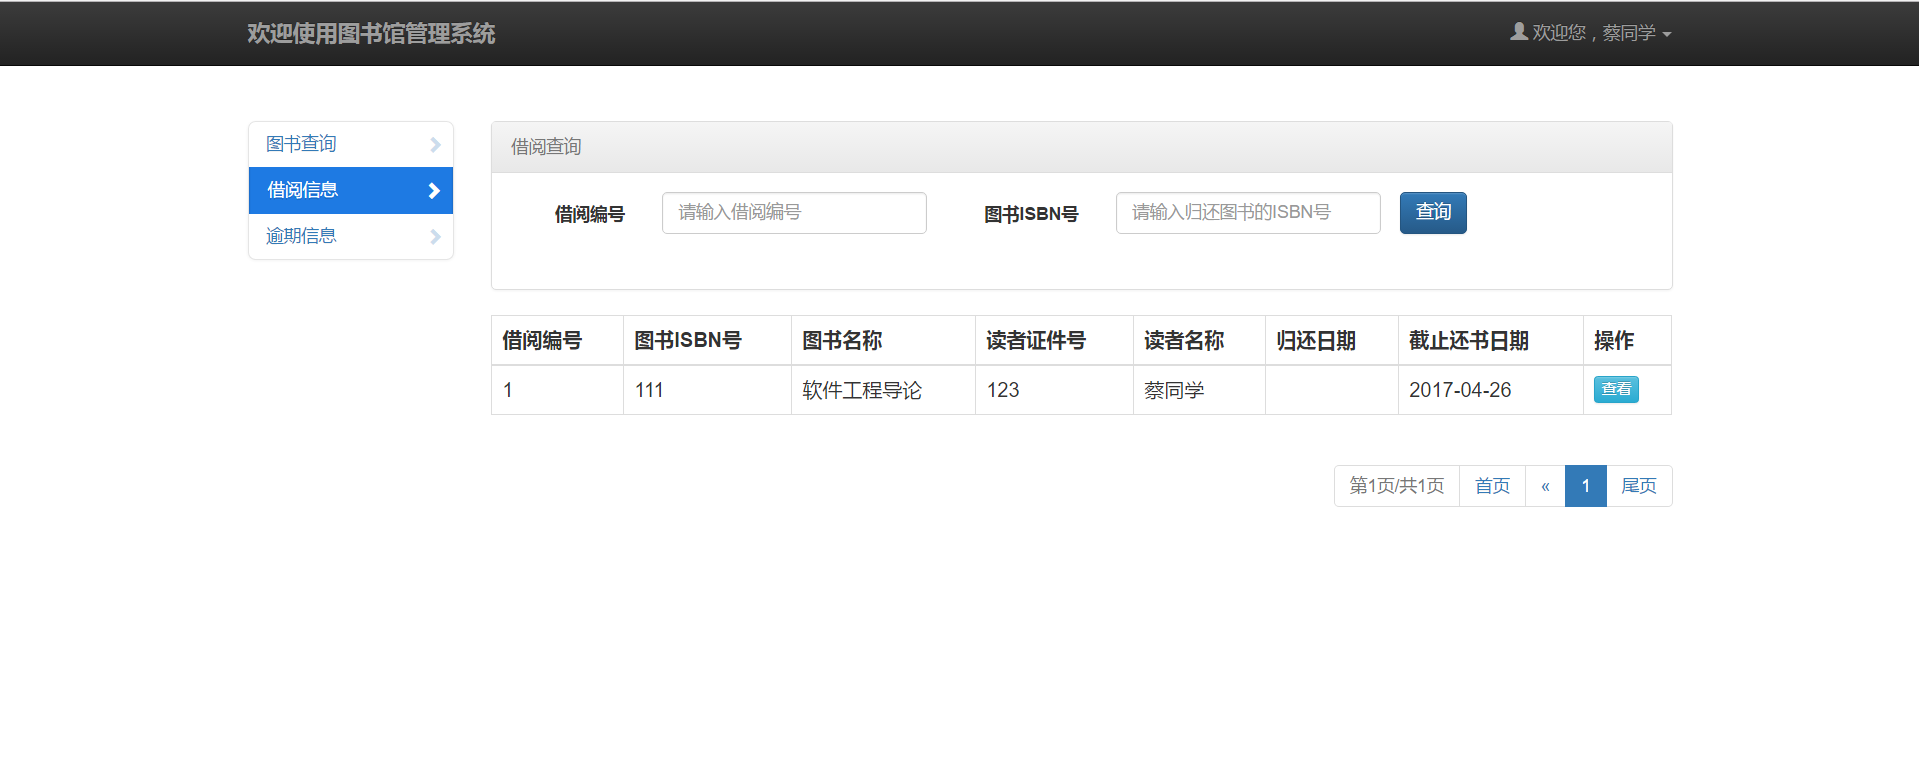 欢迎使用图书馆管理系统
欢迎您，蔡同学
图书查询
借阅信息
逾期信息
借阅查询
借阅编号 请输入借阅编号 图书ISBN号 请输入归还图书的ISBN号 查询
借阅编号 图书ISBN号 图书名称 读者证件号 读者名称 归还日期 截止还书日期 操作
1 111 软件工程导论 123 蔡同学 2017-04-26 查看
第1页/共1页 首页 « 1 尾页